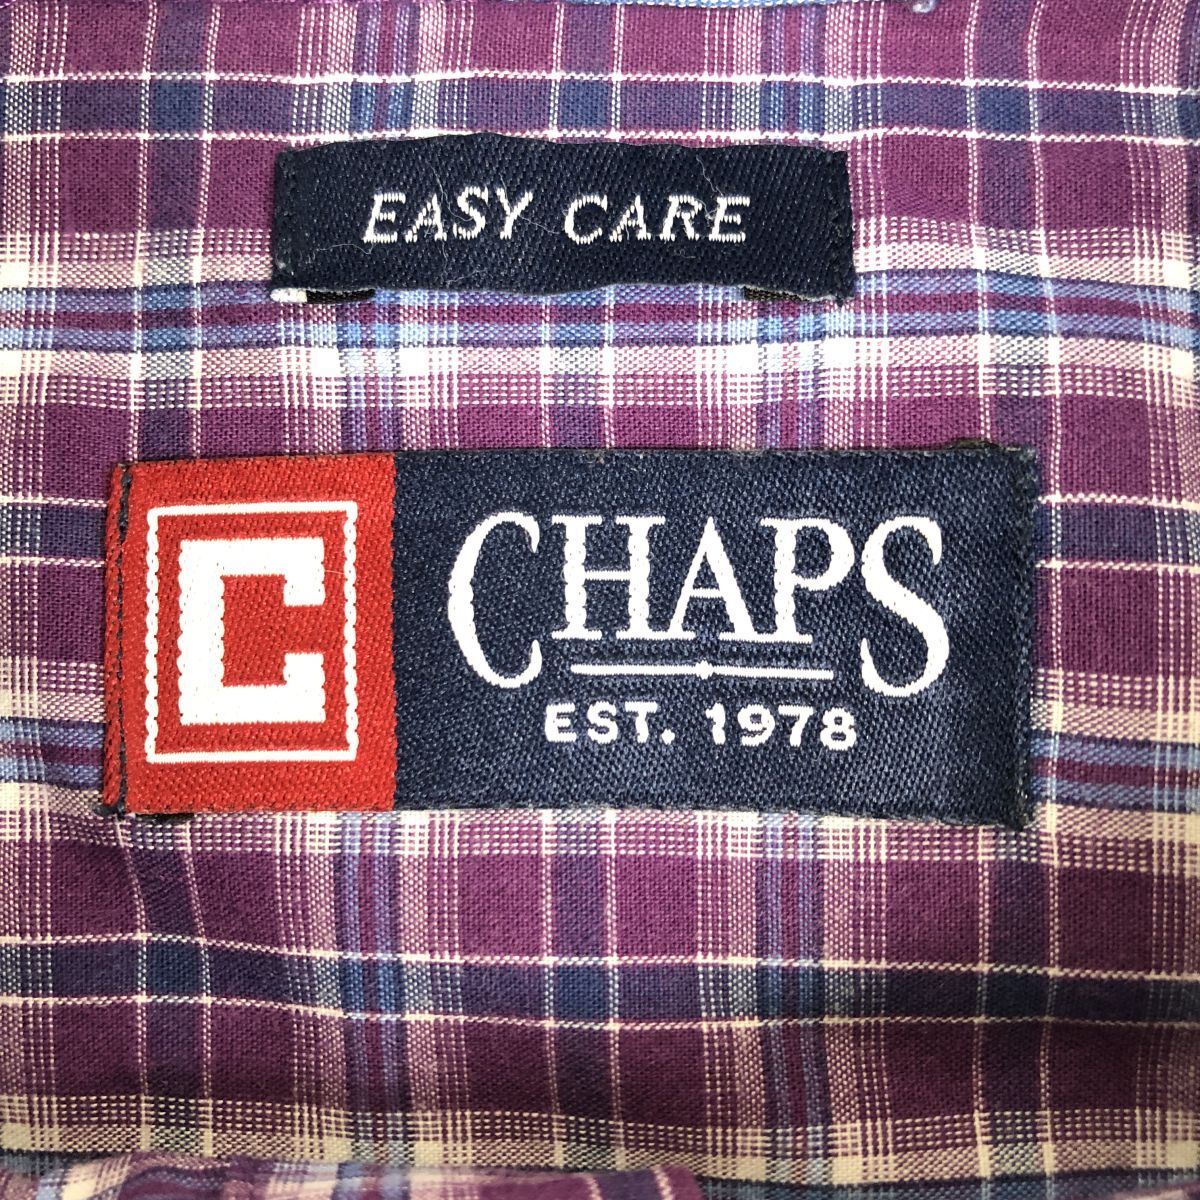 EASY CARE
C
CHAPS
EST. 1978